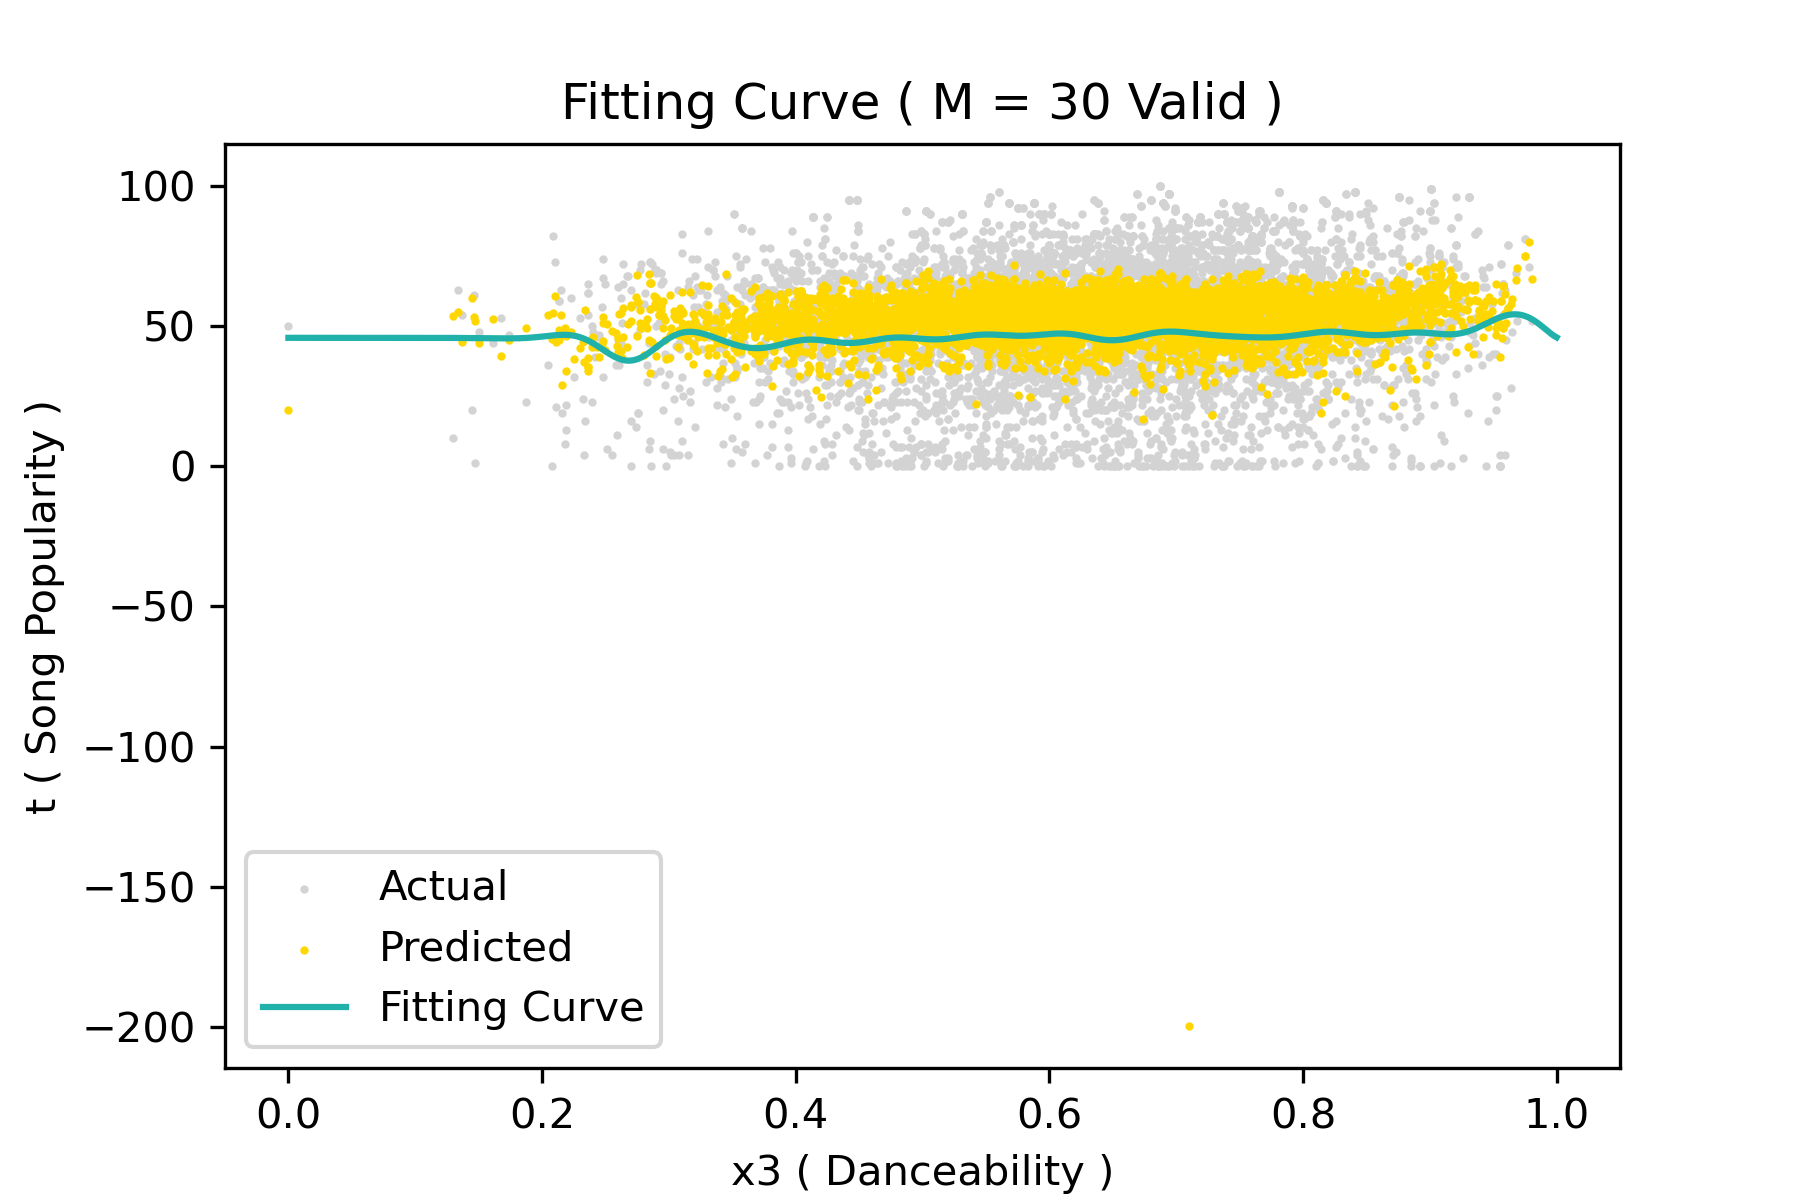 Fitting Curve ( M = 30 Valid )
100
50
0
−50
−100
−150
−200
t ( Song Popularity )
Actual
Predicted
Fitting Curve
0.0 0.2 0.4 0.6 0.8 1.0
x3 ( Danceability )